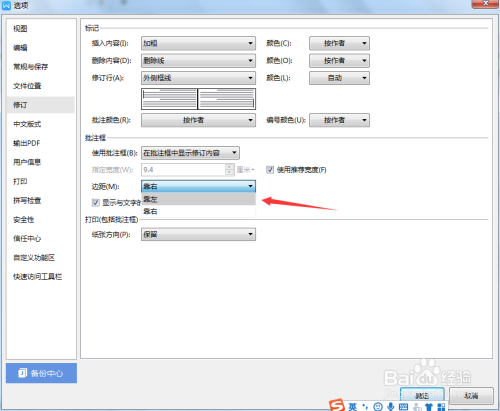 选项
视图
编辑
常规与保存
文件位置
修订
中文版式
输出PDF
用户信息
打印
拼写检查
安全性
信任中心
自定义功能区
快速访问工具栏
备份中心
标记
插入内容(I): 加粗 颜色(C): 按作者
删除内容(D): 删除线 颜色(O): 按作者
修订行(A): 外侧框线 颜色(L): 自动
批注颜色(R): 按作者 编号颜色(U): 按作者
批注框
使用批注框(B): 在批注框中显示修订内容
指定宽度(W): 9.4 厘米 使用推荐宽度(F)
边距(M): 靠右
靠左
显示与文字的
靠右
打印(包括批注框)
纸张方向(P): 保留
Baidu 经验
jingyan.baidu.com
取消
英